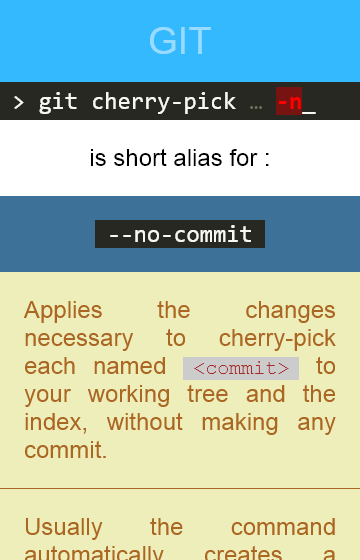 GIT
> git cherry-pick … -n_
is short alias for :
--no-commit
Applies the changes
necessary to cherry-pick
each named <commit> to
your working tree and the
index, without making any
commit.
Usually the command
automatically creates a